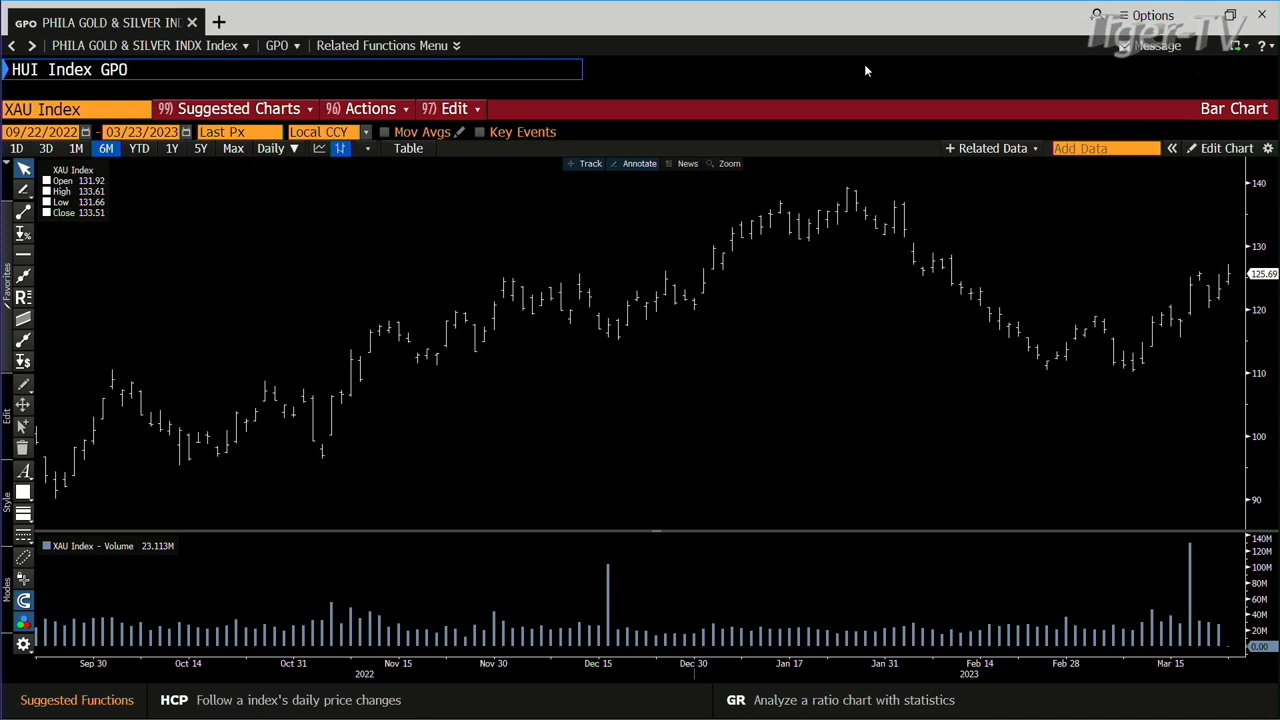 GPO PHILA GOLD & SILVER IND
Options
Tiger-TV
PHILA GOLD & SILVER INDX Index GPO Related Functions Menu
Message
HUI Index GPO
XAU Index 99) Suggested Charts 96) Actions 97) Edit Bar Chart
09/22/2022 - 03/23/2023 Last Px Local CCY Mov Avgs Key Events
1D 3D 1M 6M YTD 1Y 5Y Max Daily Table + Related Data Add Data Edit Chart
Track Annotate News Zoom
XAU Index
Open 131.92
High 133.61
Low 131.66
Close 133.51
Favorites
Edit
Style
Modes
140
130
125.69
120
110
100
90
XAU Index - Volume 23.113M
140M
120M
100M
80M
60M
40M
20M
0.00
Sep 30 Oct 14 Oct 31 Nov 15 Nov 30 Dec 15 Dec 30 Jan 17 Jan 31 Feb 14 Feb 28 Mar 15
2022 2023
Suggested Functions HCP Follow a index's daily price changes GR Analyze a ratio chart with statistics